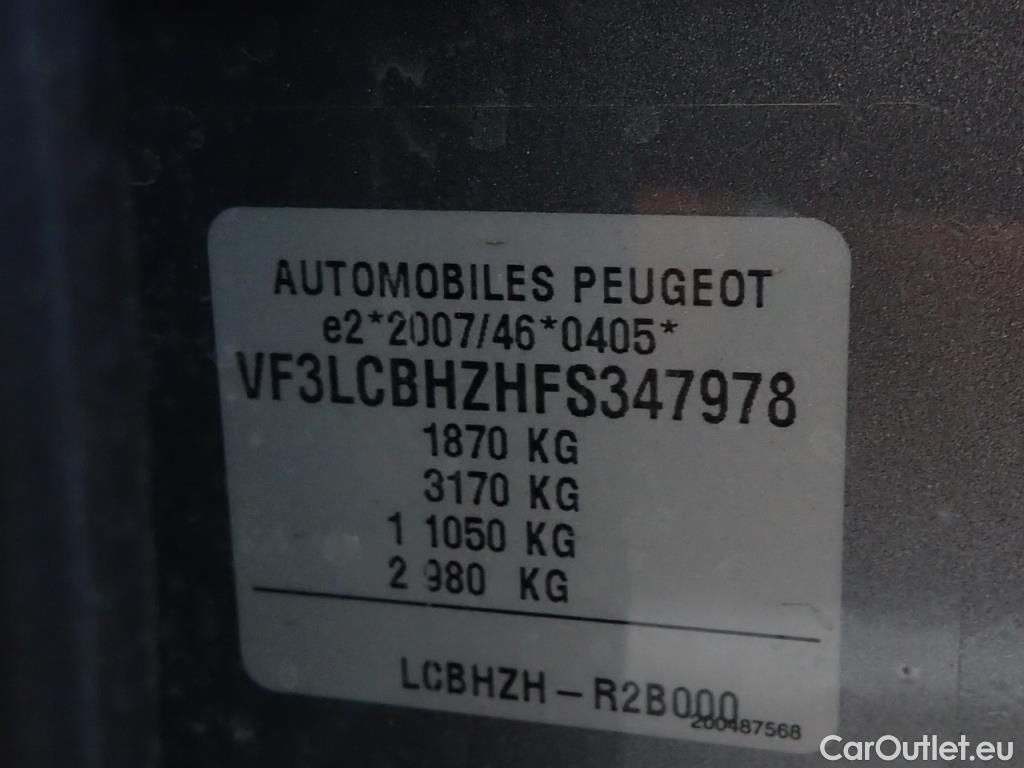 AUTOMOBILES PEUGEOT
e2*2007/46*0405*
VF3LCBHZHFS347978
1870 KG
3170 KG
1 1050 KG
2 980 KG
LCBHZH – R2B000
200487568
CarOutlet.eu